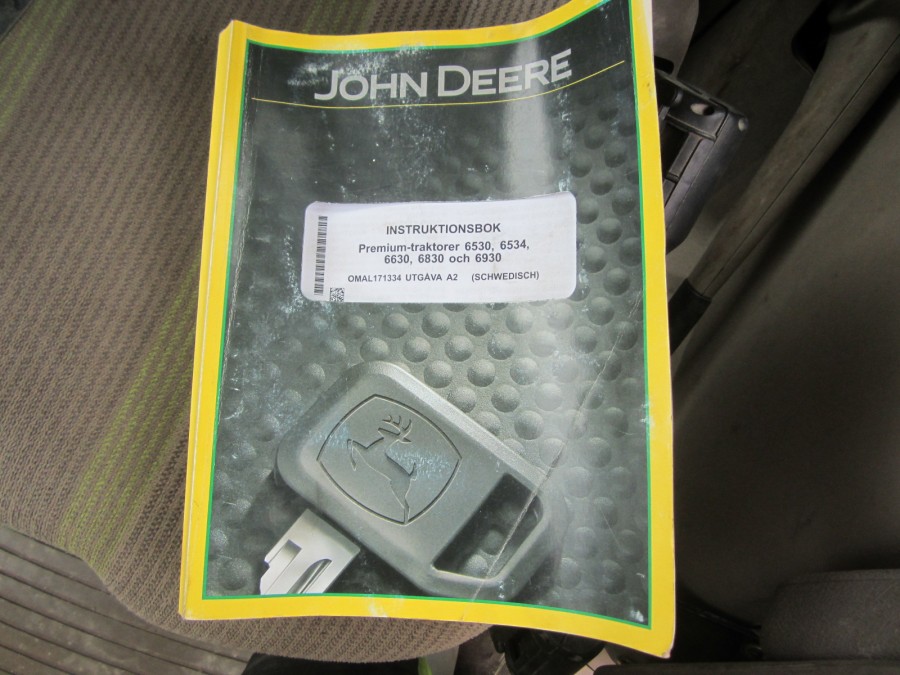 JOHN DEERE
INSTRUKTIONSBOK
Premium-traktorer 6530, 6534,
6630, 6830 och 6930
OMAL171334 UTGÅVA A2 (SCHWEDISCH)